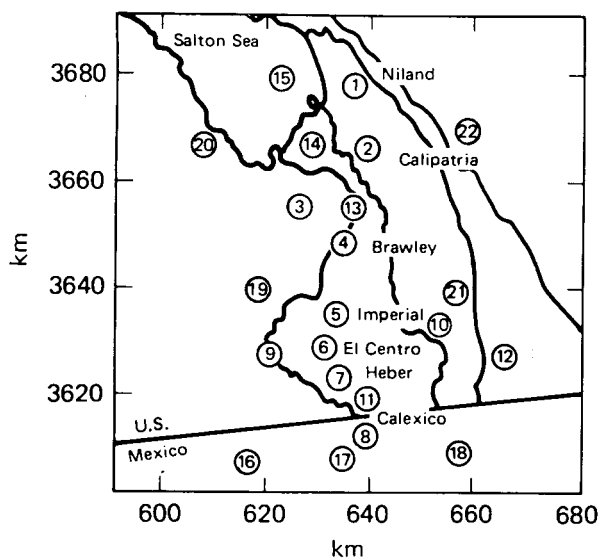 Salton Sea
3680
15
1
Niland
22
20
14
2
Calipatria
3660
3
13
4
Brawley
km
3640
19
21
5
Imperial
10
6
El Centro
9
12
7
Heber
3620
11
Calexico
U.S.
Mexico
8
16
17
18
600
620
640
660
680
km